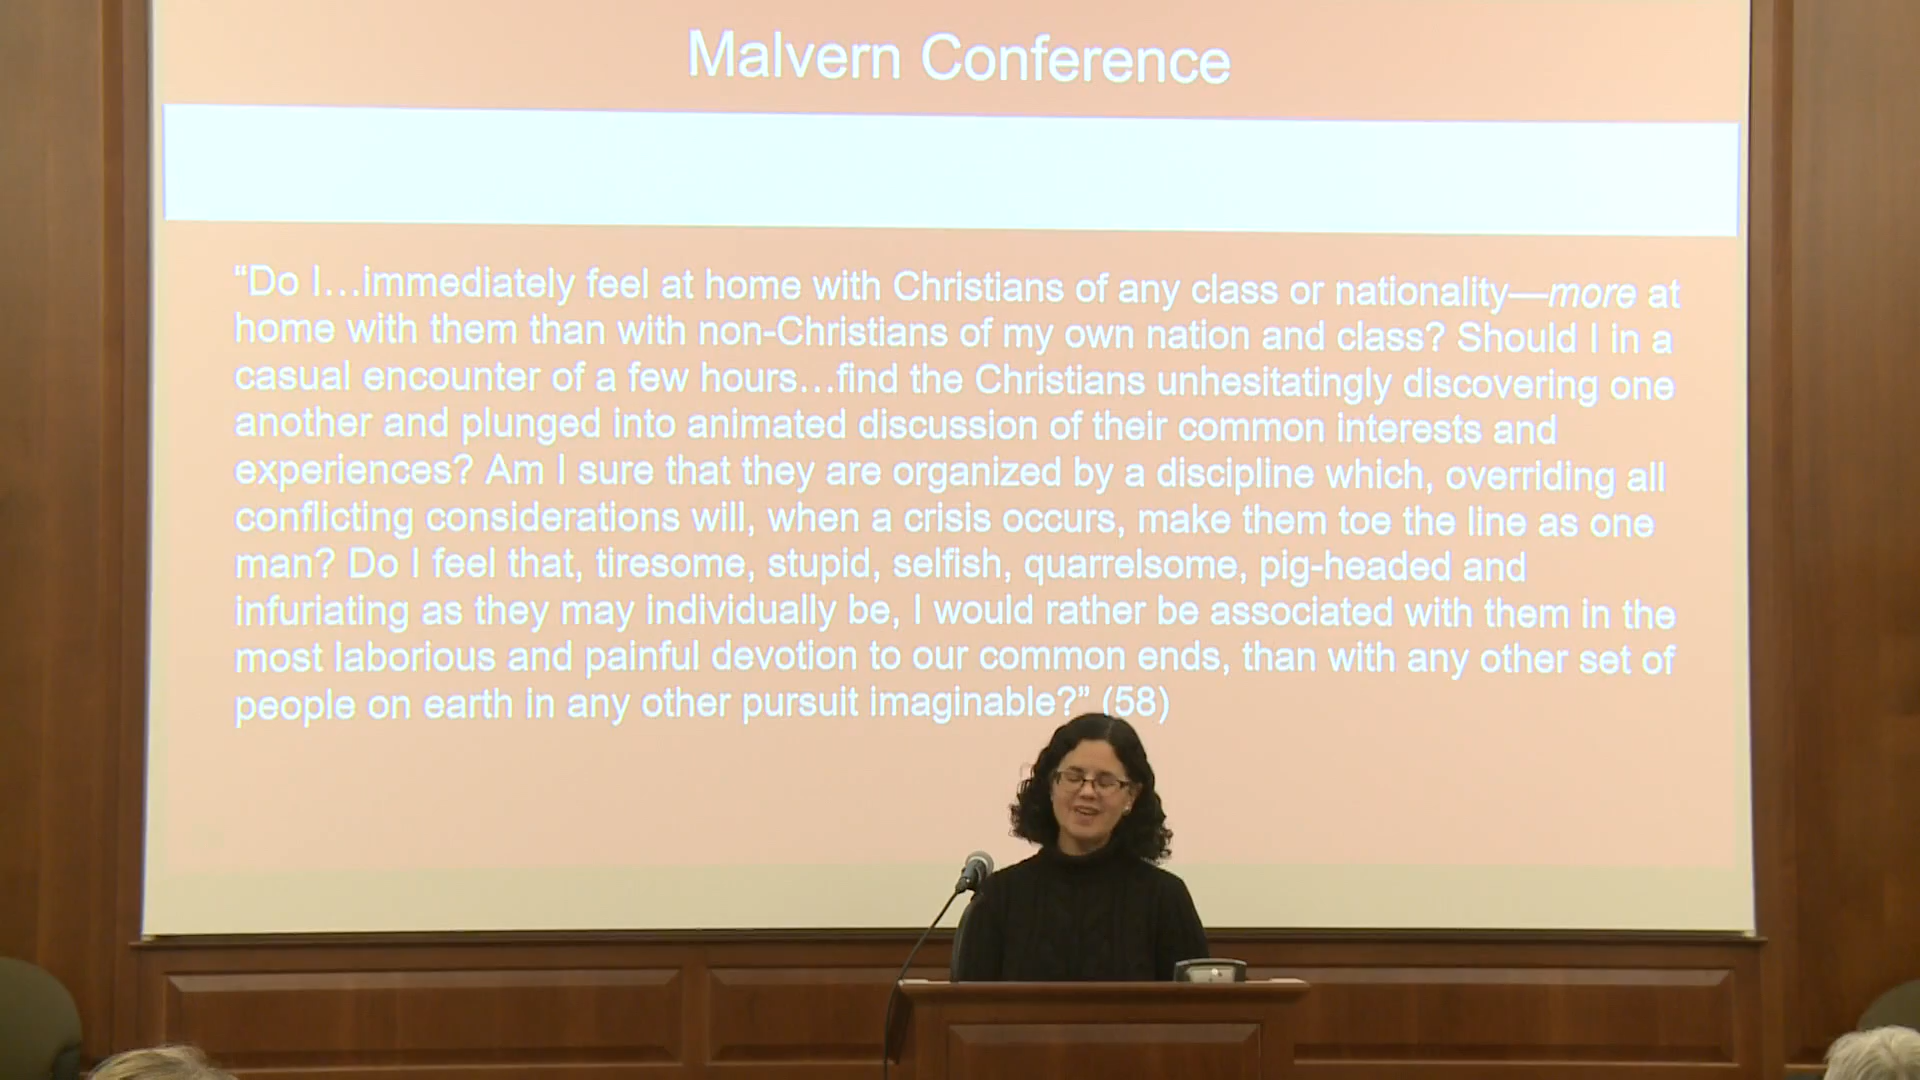 Malvern Conference
“Do I…immediately feel at home with Christians of any class or nationality—more at
home with them than with non-Christians of my own nation and class? Should I in a
casual encounter of a few hours…find the Christians unhesitatingly discovering one
another and plunged into animated discussion of their common interests and
experiences? Am I sure that they are organized by a discipline which, overriding all
conflicting considerations will, when a crisis occurs, make them toe the line as one
man? Do I feel that, tiresome, stupid, selfish, quarrelsome, pig-headed and
infuriating as they may individually be, I would rather be associated with them in the
most laborious and painful devotion to our common ends, than with any other set of
people on earth in any other pursuit imaginable?” (58)